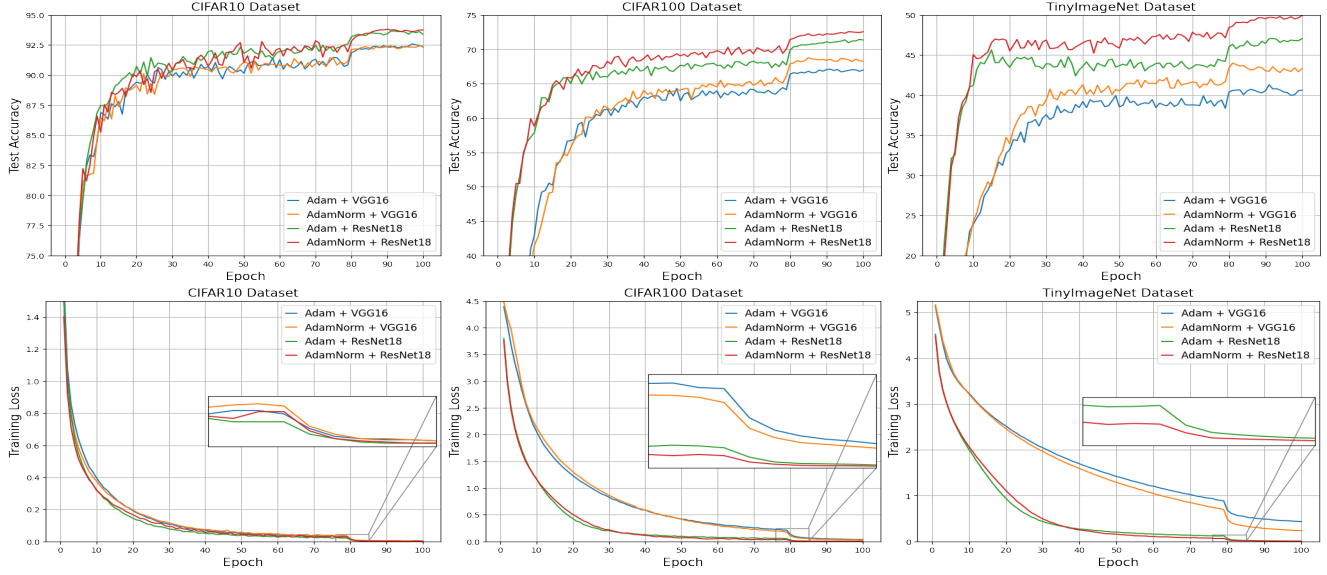 CIFAR10 Dataset
95.0
92.5
90.0
87.5
85.0
82.5
80.0
77.5
75.0
Test Accuracy
0 10 20 30 40 50 60 70 80 90 100
Epoch
Adam + VGG16
AdamNorm + VGG16
Adam + ResNet18
AdamNorm + ResNet18
CIFAR100 Dataset
75
70
65
60
55
50
45
40
Test Accuracy
0 10 20 30 40 50 60 70 80 90 100
Epoch
Adam + VGG16
AdamNorm + VGG16
Adam + ResNet18
AdamNorm + ResNet18
TinyImageNet Dataset
50
45
40
35
30
25
20
Test Accuracy
0 10 20 30 40 50 60 70 80 90 100
Epoch
Adam + VGG16
AdamNorm + VGG16
Adam + ResNet18
AdamNorm + ResNet18
CIFAR10 Dataset
1.4
1.2
1.0
0.8
0.6
0.4
0.2
0.0
Training Loss
0 10 20 30 40 50 60 70 80 90 100
Epoch
Adam + VGG16
AdamNorm + VGG16
Adam + ResNet18
AdamNorm + ResNet18
CIFAR100 Dataset
4.5
4.0
3.5
3.0
2.5
2.0
1.5
1.0
0.5
0.0
Training Loss
0 10 20 30 40 50 60 70 80 90 100
Epoch
Adam + VGG16
AdamNorm + VGG16
Adam + ResNet18
AdamNorm + ResNet18
TinyImageNet Dataset
5
4
3
2
1
0
Training Loss
0 10 20 30 40 50 60 70 80 90 100
Epoch
Adam + VGG16
AdamNorm + VGG16
Adam + ResNet18
AdamNorm + ResNet18